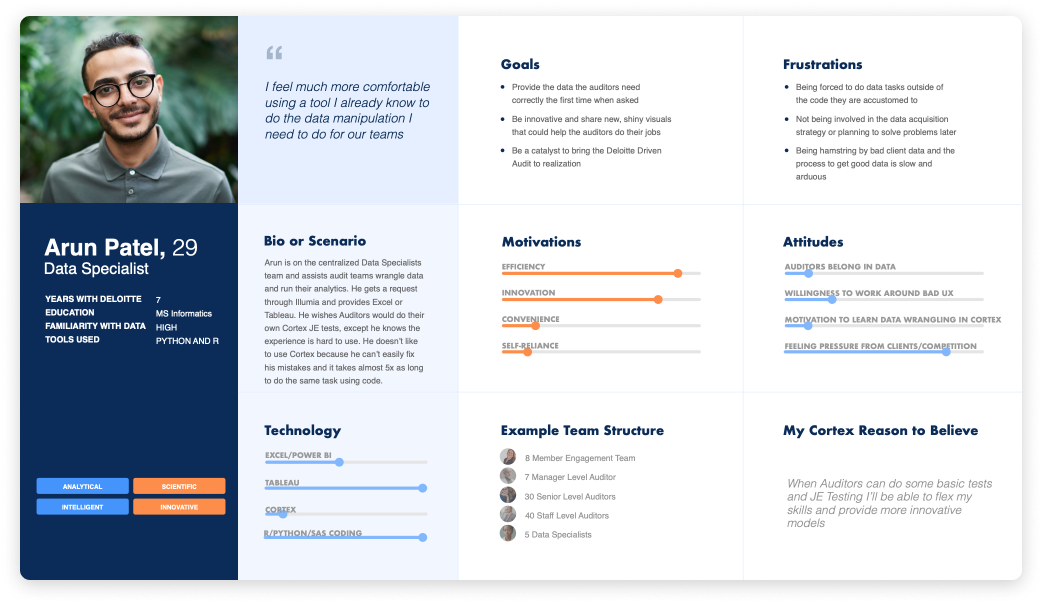 Arun Patel, 29
Data Specialist
YEARS WITH DELOITTE 7
EDUCATION MS Informatics
FAMILIARITY WITH DATA HIGH
TOOLS USED PYTHON AND R
ANALYTICAL SCIENTIFIC
INTELLIGENT INNOVATIVE
“
I feel much more comfortable
using a tool I already know to
do the data manipulation I
need to do for our teams
Goals
• Provide the data the auditors need
correctly the first time when asked
• Be innovative and share new, shiny visuals
that could help the auditors do their jobs
• Be a catalyst to bring the Deloitte Driven
Audit to realization
Frustrations
• Being forced to do data tasks outside of
the code they are accustomed to
• Not being involved in the data acquisition
strategy or planning to solve problems later
• Being hamstring by bad client data and the
process to get good data is slow and
arduous
Bio or Scenario
Arun is on the centralized Data Specialists
team and assists audit teams wrangle data
and run their analytics. He gets a request
through Illumia and provides Excel or
Tableau. He wishes Auditors would do their
own Cortex JE tests, except he knows the
experience is hard to use. He doesn't like
to use Cortex because he can't easily fix
his mistakes and it takes almost 5x as long
to do the same task using code.
Motivations
EFFICIENCY
INNOVATION
CONVENIENCE
SELF-RELIANCE
Attitudes
AUDITORS BELONG IN DATA
WILLINGNESS TO WORK AROUND BAD UX
MOTIVATION TO LEARN DATA WRANGLING IN CORTEX
FEELING PRESSURE FROM CLIENTS/COMPETITION
Technology
EXCEL/POWER BI
TABLEAU
CORTEX
R/PYTHON/SAS CODING
Example Team Structure
8 Member Engagement Team
7 Manager Level Auditor
30 Senior Level Auditors
40 Staff Level Auditors
5 Data Specialists
My Cortex Reason to Believe
When Auditors can do some basic tests
and JE Testing I'll be able to flex my
skills and provide more innovative
models